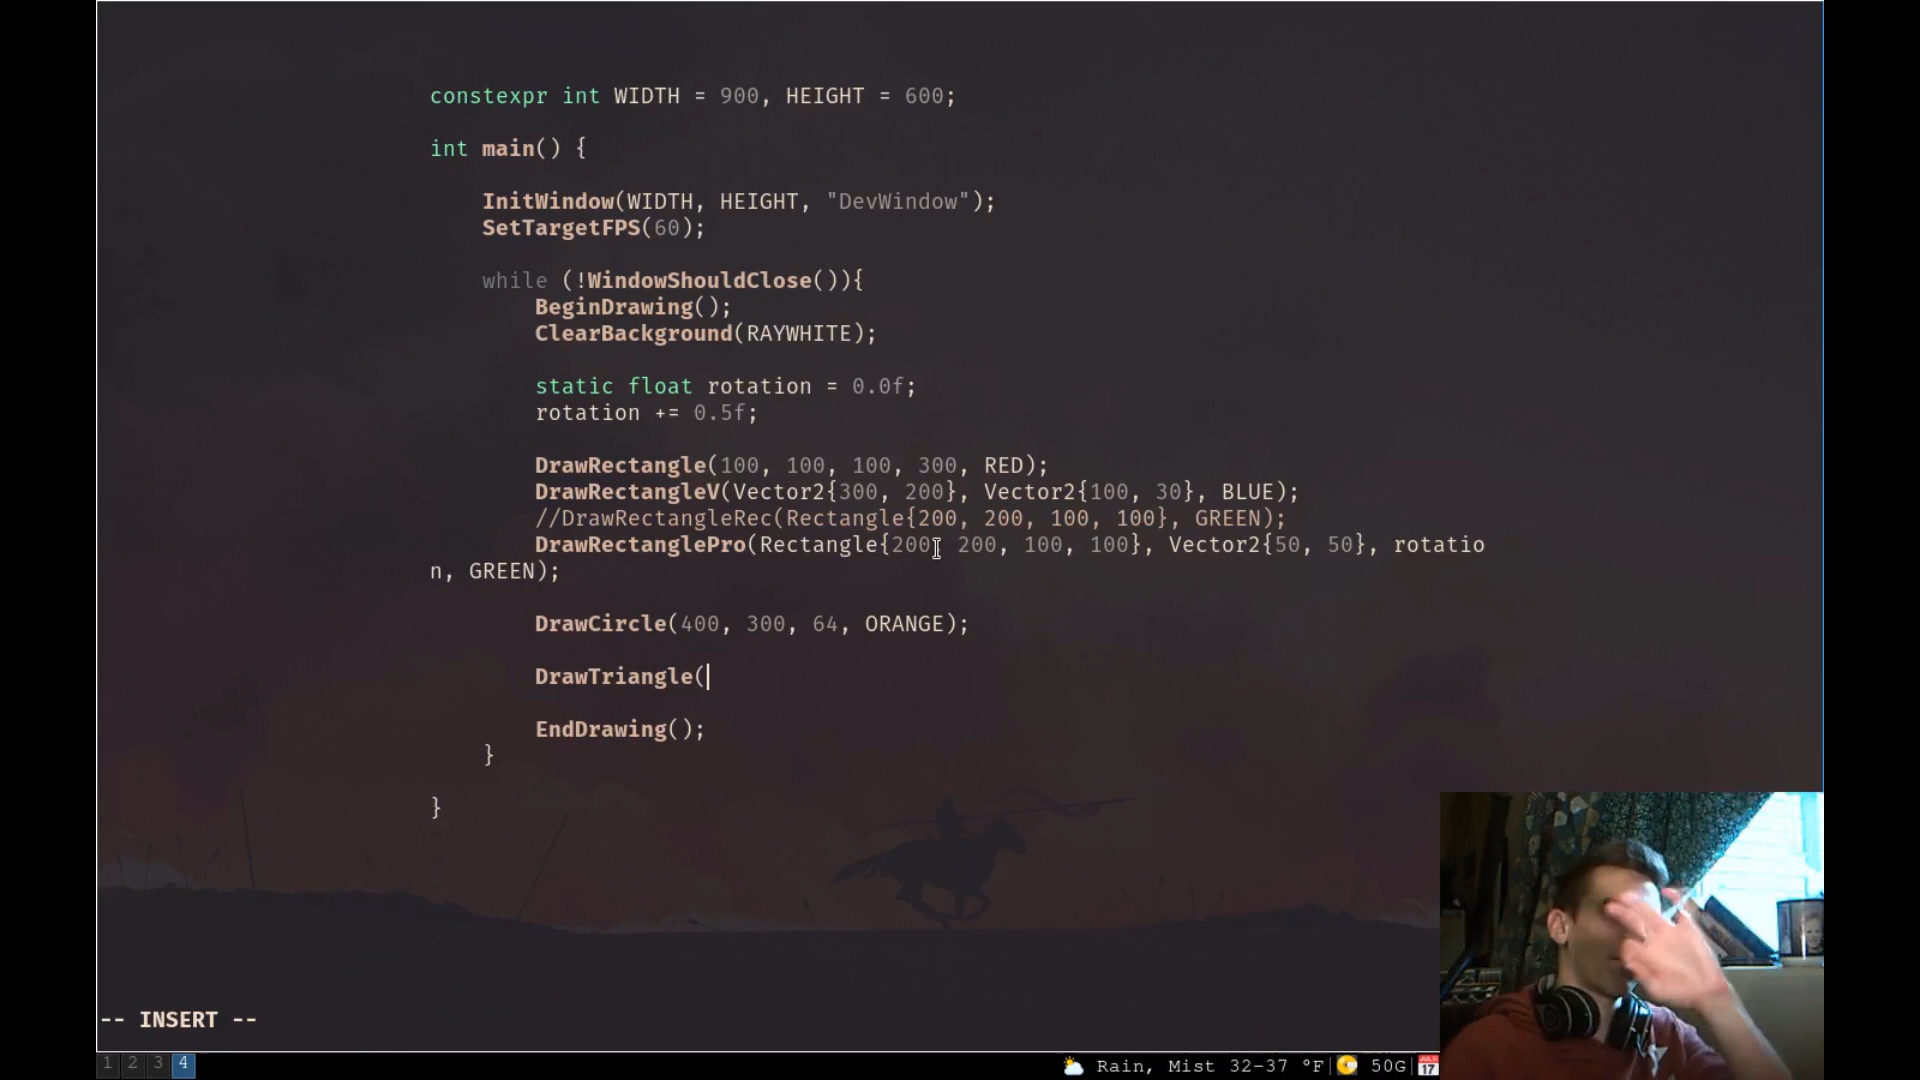 constexpr int WIDTH = 900, HEIGHT = 600;
int main() {
InitWindow(WIDTH, HEIGHT, "DevWindow");
SetTargetFPS(60);
while (!WindowShouldClose()){
BeginDrawing();
ClearBackground(RAYWHITE);
static float rotation = 0.0f;
rotation += 0.5f;
DrawRectangle(100, 100, 100, 300, RED);
DrawRectangleV(Vector2{300, 200}, Vector2{100, 30}, BLUE);
//DrawRectangleRec(Rectangle{200, 200, 100, 100}, GREEN);
DrawRectanglePro(Rectangle{200, 200, 100, 100}, Vector2{50, 50}, rotatio
n, GREEN);
DrawCircle(400, 300, 64, ORANGE);
DrawTriangle(
EndDrawing();
}
}
-- INSERT --
1 2 3 4 Rain, Mist 32-37 °F| 50G| 17